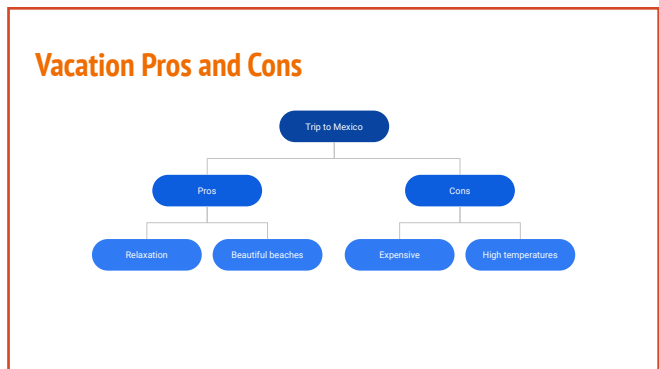 Vacation Pros and Cons
Trip to Mexico
Pros
Cons
Relaxation
Beautiful beaches
Expensive
High temperatures